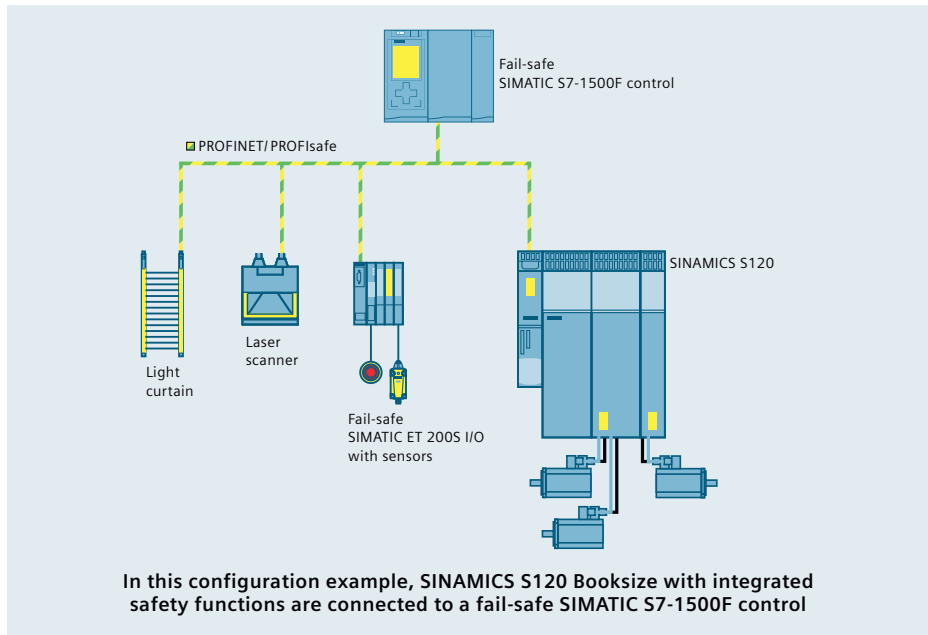 Fail-safe
SIMATIC S7-1500F control
PROFINET/PROFIsafe
SINAMICS S120
Light
curtain
Laser
scanner
Fail-safe
SIMATIC ET 200S I/O
with sensors
In this configuration example, SINAMICS S120 Booksize with integrated
safety functions are connected to a fail-safe SIMATIC S7-1500F control